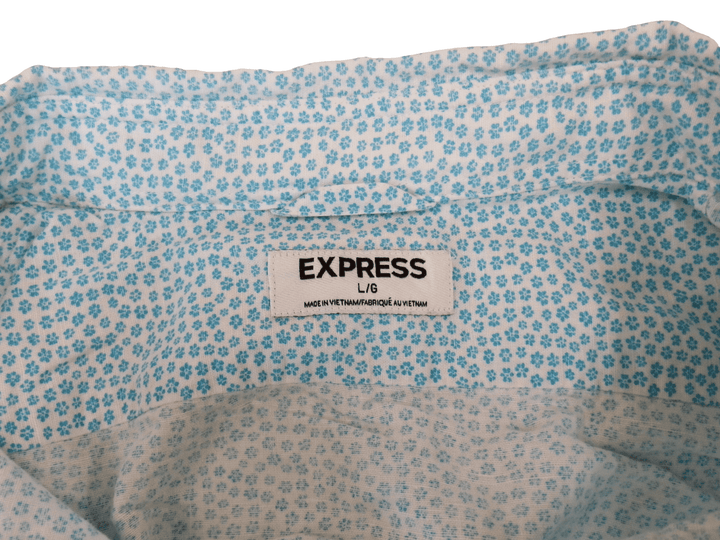 EXPRESS
L/G
MADE IN VIETNAM/FABRIQUÉ AU VIETNAM